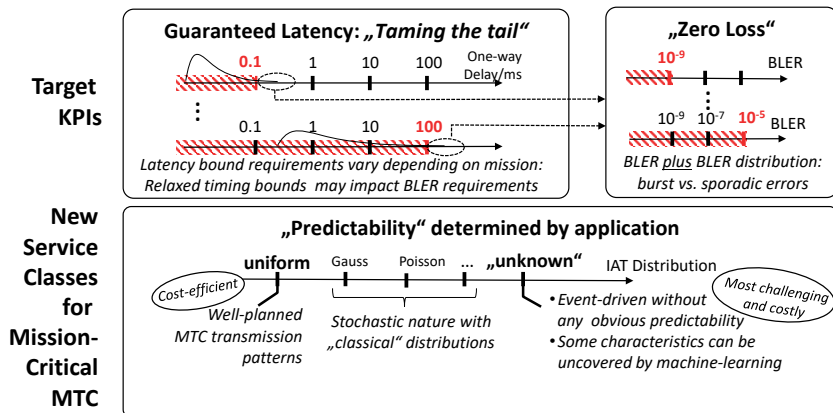 Target
KPIs
Guaranteed Latency: „Taming the tail“
0.1 1 10 100 One-way
Delay/ms
0.1 1 10 100
Latency bound requirements vary depending on mission:
Relaxed timing bounds may impact BLER requirements
„Zero Loss“
10-9 BLER
10-9 10-7 10-5 BLER
BLER plus BLER distribution:
burst vs. sporadic errors
New
Service
Classes
for
Mission-
Critical
MTC
„Predictability“ determined by application
uniform Gauss Poisson ... „unknown“ IAT Distribution
Cost-efficient
Well-planned
MTC transmission
patterns
Stochastic nature with
„classical“ distributions
• Event-driven without
any obvious predictability
• Some characteristics can be
uncovered by machine-learning
Most challenging
and costly